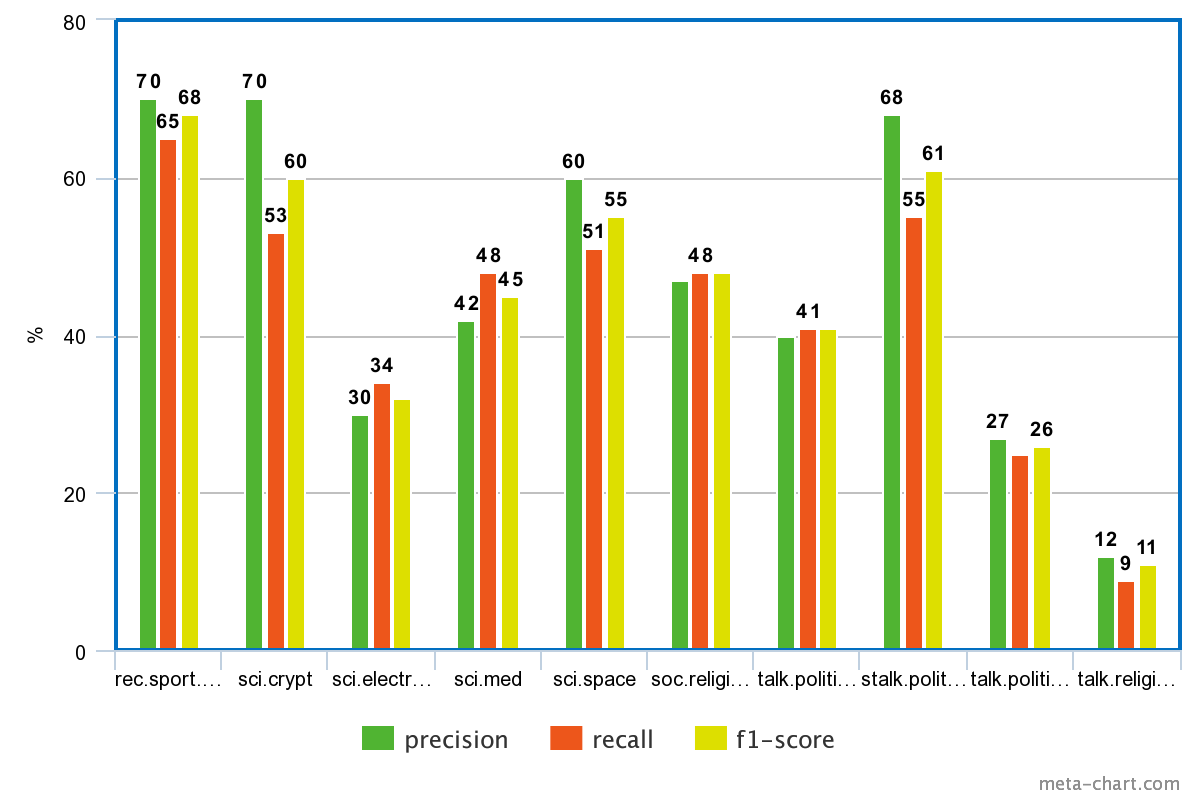 80
60
40
20
0
%
70 65 68
70 53 60
30 34
42 48 45
60 51 55
48
41
68 55 61
27 26
12 9 11
rec.sport.... sci.crypt sci.electr... sci.med sci.space soc.religi... talk.politi... stalk.polit... talk.politi... talk.religi...
precision recall f1-score
meta-chart.com